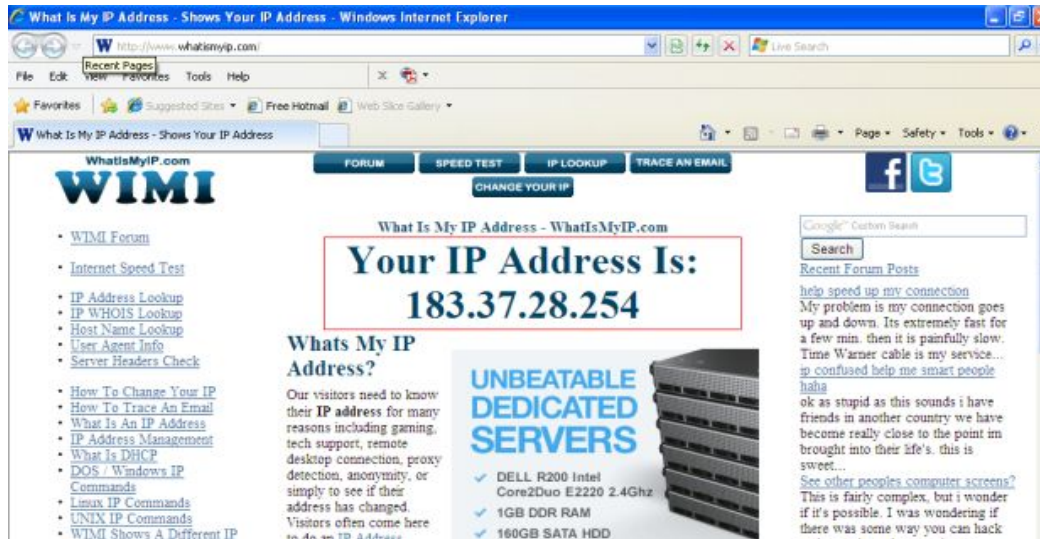 What Is My IP Address - Shows Your IP Address - Windows Internet Explorer
http://www.whatismyip.com/
Live Search
Recent Pages
File Edit View Favorites Tools Help
Favorites Suggested Sites Free Hotmail Web Slice Gallery
What Is My IP Address - Shows Your IP Address
Page Safety Tools
WhatIsMyIP.com
WIMI
FORUM SPEED TEST IP LOOKUP TRACE AN EMAIL
CHANGE YOUR IP
WIMI Forum
Internet Speed Test
IP Address Lookup
IP WHOIS Lookup
Host Name Lookup
User Agent Info
Server Headers Check
How To Change Your IP
How To Trace An Email
What Is An IP Address
IP Address Management
What Is DHCP
DOS / Windows IP
Commands
Linux IP Commands
UNIX IP Commands
WIMI Shows A Different IP
What Is My IP Address - WhatIsMyIP.com
Your IP Address Is:
183.37.28.254
Whats My IP
Address?
Our visitors need to know
their IP address for many
reasons including gaming,
tech support, remote
desktop connection, proxy
detection, anonymity, or
simply to see if their
address has changed.
Visitors often come here
to do an IP Address
UNBEATABLE
DEDICATED
SERVERS
DELL R200 Intel
Core2Duo E2220 2.4Ghz
1GB DDR RAM
160GB SATA HDD
Google Custom Search
Search
Recent Forum Posts
help speed up my connection
My problem is my connection goes
up and down. Its extremely fast for
a few min. then it is painfully slow.
Time Warner cable is my service...
ip confused help me smart people
haha
ok as stupid as this sounds i have
friends in another country we have
become really close to the point im
brought into their life's. this is
sweet...
See other peoples computer screens?
This is fairly complex, but i wonder
if it's possible. I was wondering if
there was some way you can hack